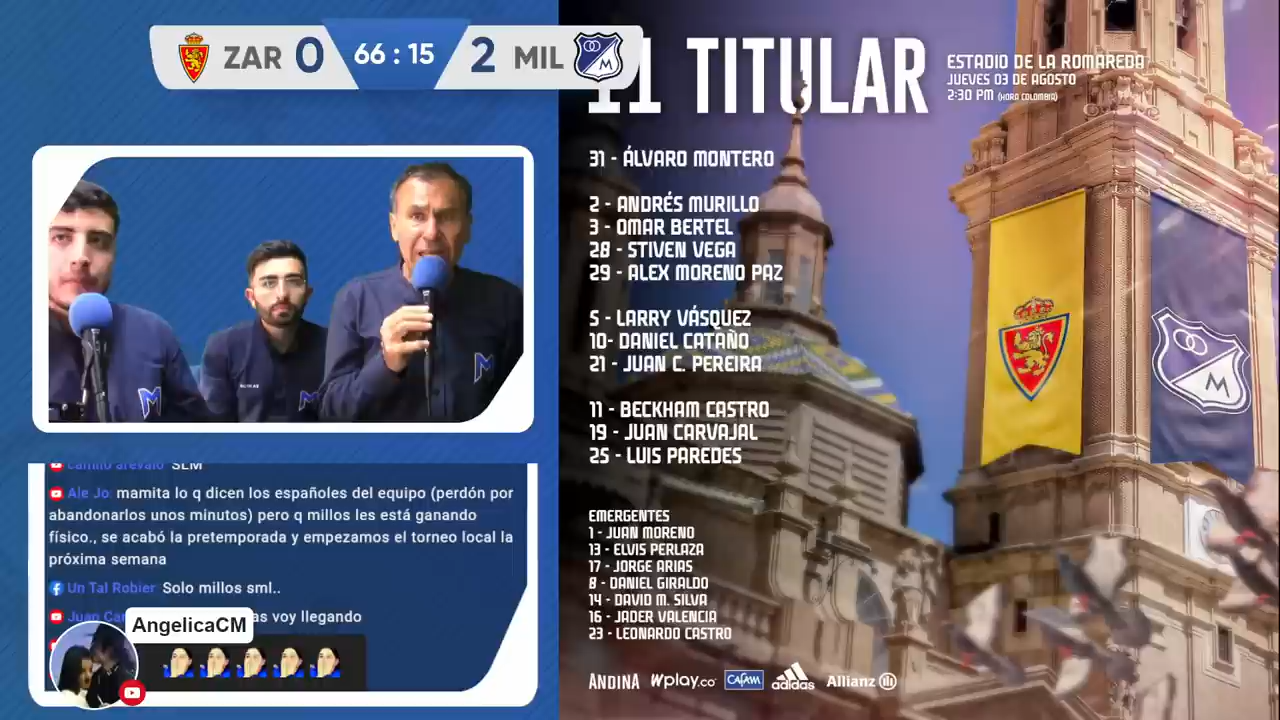 ZAR 0 66 : 15 2 MIL
11 TITULAR
ESTADIO DE LA ROMAREDA
JUEVES 03 DE AGOSTO
2:30 PM (HORA COLOMBIA)
31 - ÁLVARO MONTERO
2 - ANDRÉS MURILLO
3 - OMAR BERTEL
28 - STIVEN VEGA
29 - ALEX MORENO PAZ
5 - LARRY VÁSQUEZ
10- DANIEL CATAÑO
21 - JUAN C. PEREIRA
11 - BECKHAM CASTRO
19 - JUAN CARVAJAL
25 - LUIS PAREDES
EMERGENTES
1 - JUAN MORENO
13 - ELVIS PERLAZA
17 - JORGE ARIAS
8 - DANIEL GIRALDO
14 - DAVID M. SILVA
16 - JADER VALENCIA
23 - LEONARDO CASTRO
ANDINA Wplay.co CAFAM adidas Allianz
M
M
M
camilo arevalo SLM
Ale Jo mamita lo q dicen los españoles del equipo (perdón por
abandonarlos unos minutos) pero q millos les está ganando
físico., se acabó la pretemporada y empezamos el torneo local la
próxima semana
Un Tal Robier Solo millos sml..
Juan voy llegando
AngelicaCM